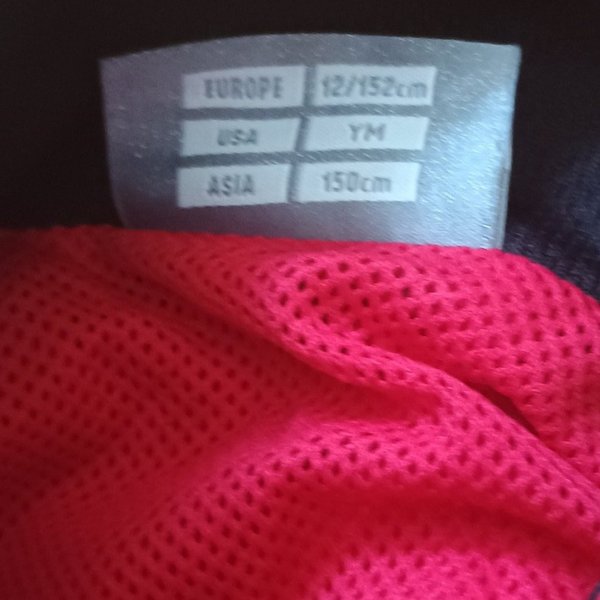 EUROPE 12/152cm
USA YM
ASIA 150cm